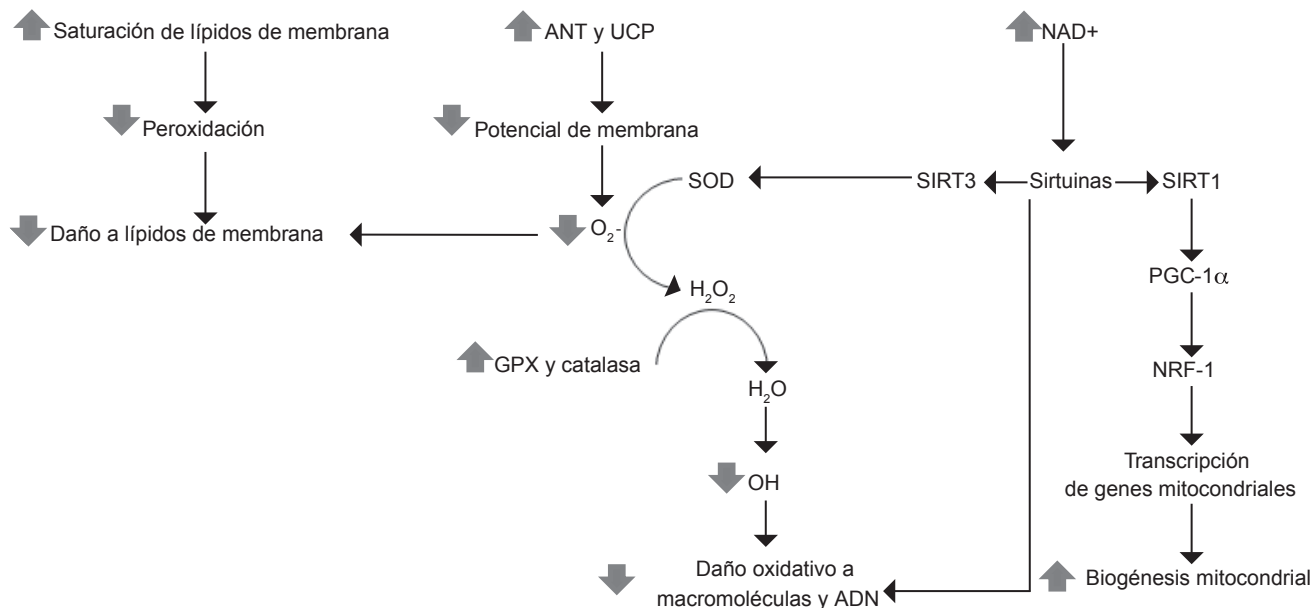 Saturación de lípidos de membrana
ANT y UCP
NAD+
Peroxidación
Potencial de membrana
SOD
SIRT3
Sirtuinas
SIRT1
Daño a lípidos de membrana
O2-
PGC-1α
H2O2
GPX y catalasa
NRF-1
H2O
Transcripción
de genes mitocondriales
OH
Daño oxidativo a
macromoléculas y ADN
Biogénesis mitocondrial